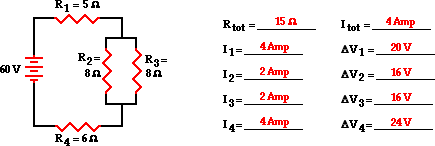 R1 = 5 Ω
60 V
R2 = 8 Ω
R3 = 8 Ω
R4 = 6 Ω
Rtot = 15 Ω Itot = 4 Amp
I1 = 4 Amp ΔV1 = 20 V
I2 = 2 Amp ΔV2 = 16 V
I3 = 2 Amp ΔV3 = 16 V
I4 = 4 Amp ΔV4 = 24 V